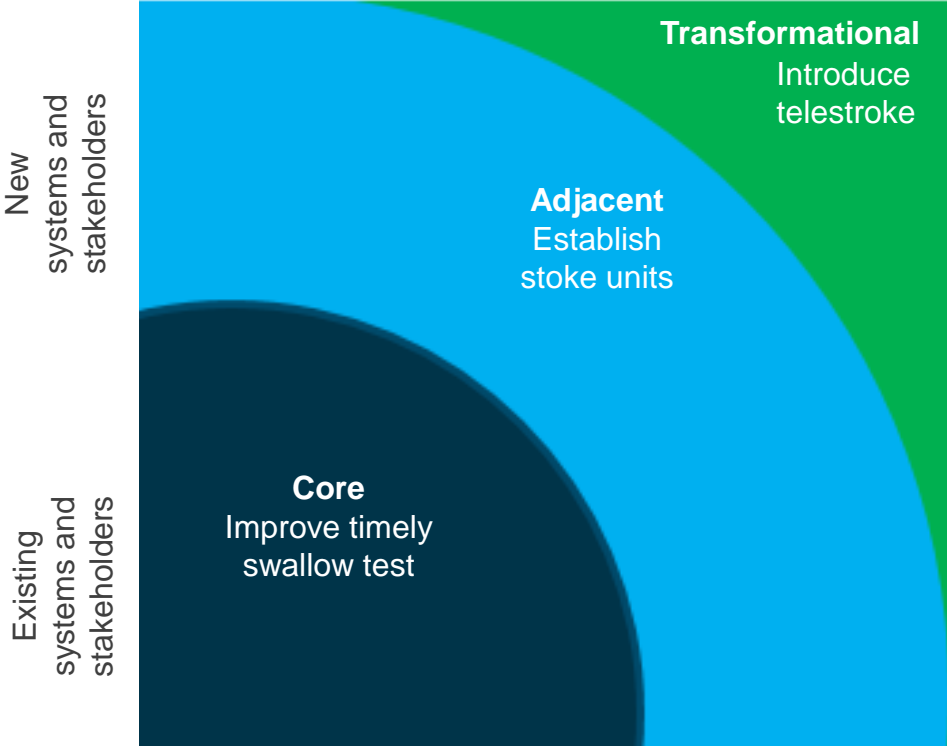 Transformational
Introduce
telestroke
New
systems and
stakeholders
Adjacent
Establish
stoke units
Core
Improve timely
swallow test
Existing
systems and
stakeholders